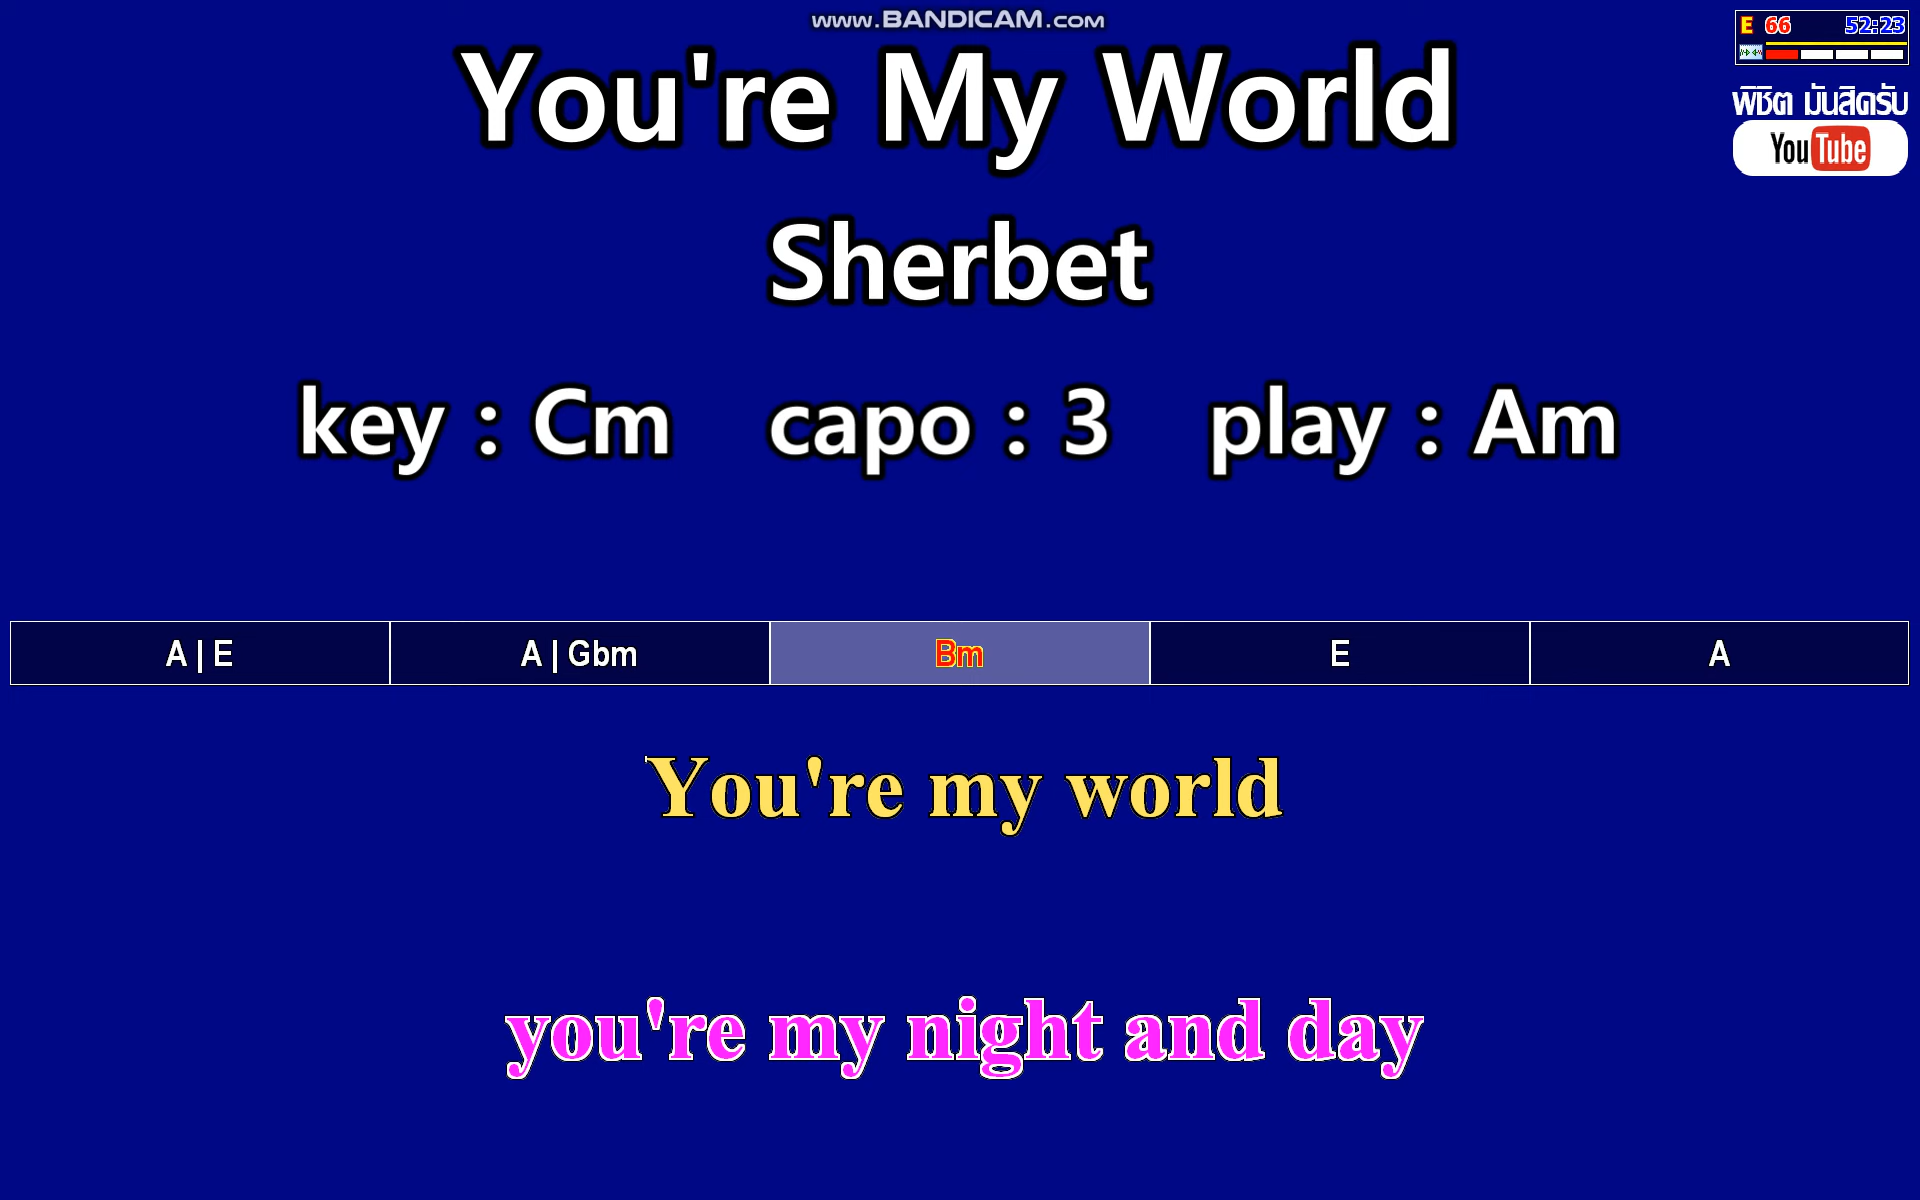 www.BANDICAM.com
E 66 52:23
You're My World
พิชิต มันสิครับ
YouTube
Sherbet
key : Cm capo : 3 play : Am
A | E A | Gbm Bm E A
You're my world
you're my night and day